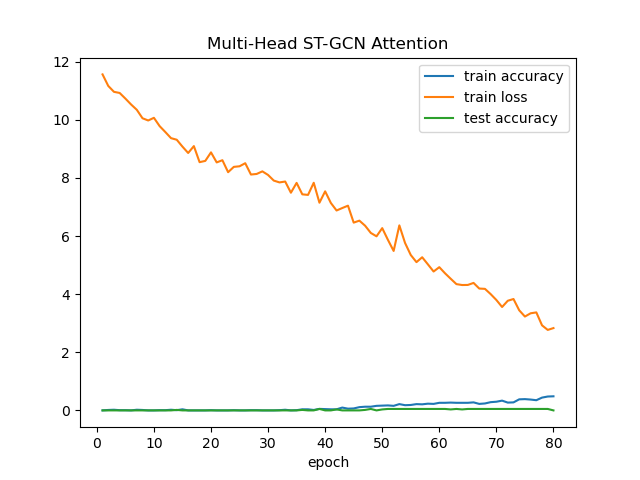 Multi-Head ST-GCN Attention
train accuracy
train loss
test accuracy
12
10
8
6
4
2
0
0 10 20 30 40 50 60 70 80
epoch